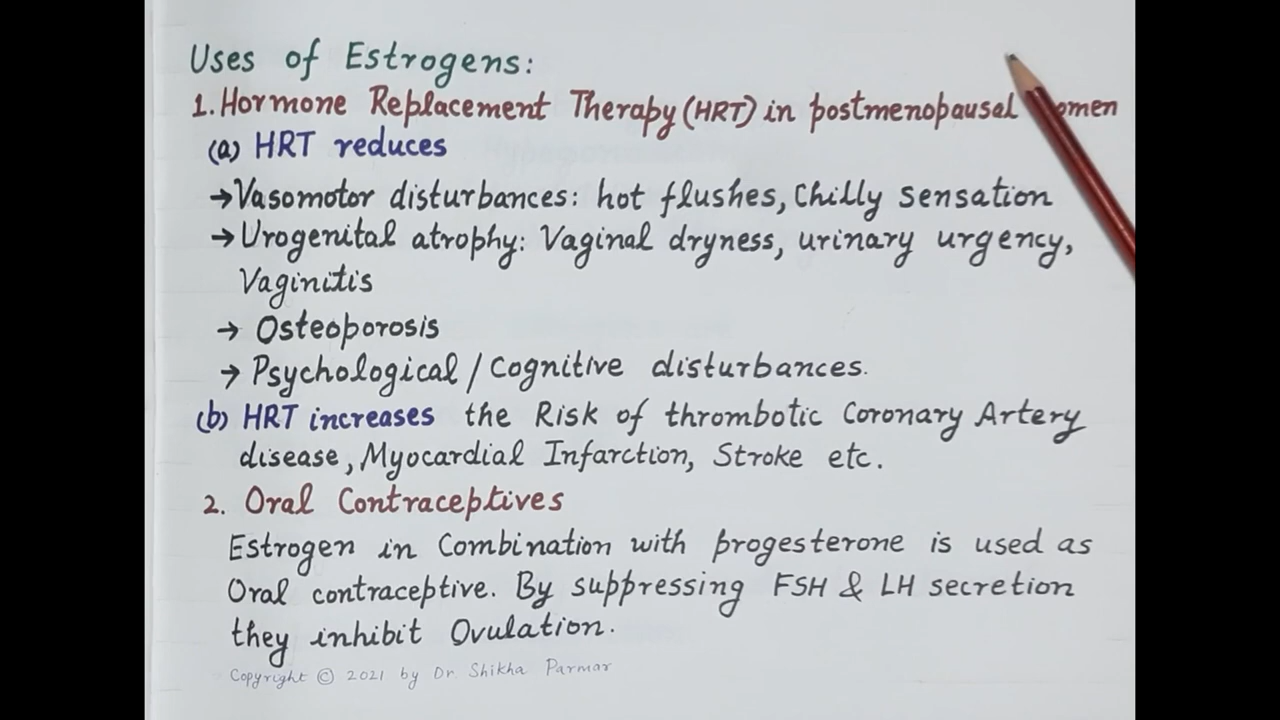 Uses of Estrogens:
1. Hormone Replacement Therapy (HRT) in postmenopausal omen
(a) HRT reduces
→ Vasomotor disturbances: hot flushes, Chilly sensation
→ Urogenital atrophy: Vaginal dryness, urinary urgency,
Vaginitis
→ Osteoporosis
→ Psychological / Cognitive disturbances.
(b) HRT increases the Risk of thrombotic Coronary Artery
disease, Myocardial Infarction, Stroke etc.
2. Oral Contraceptives
Estrogen in Combination with progesterone is used as
Oral contraceptive. By suppressing FSH & LH secretion
they inhibit Ovulation.
Copyright © 2021 by Dr. Shikha Parmar